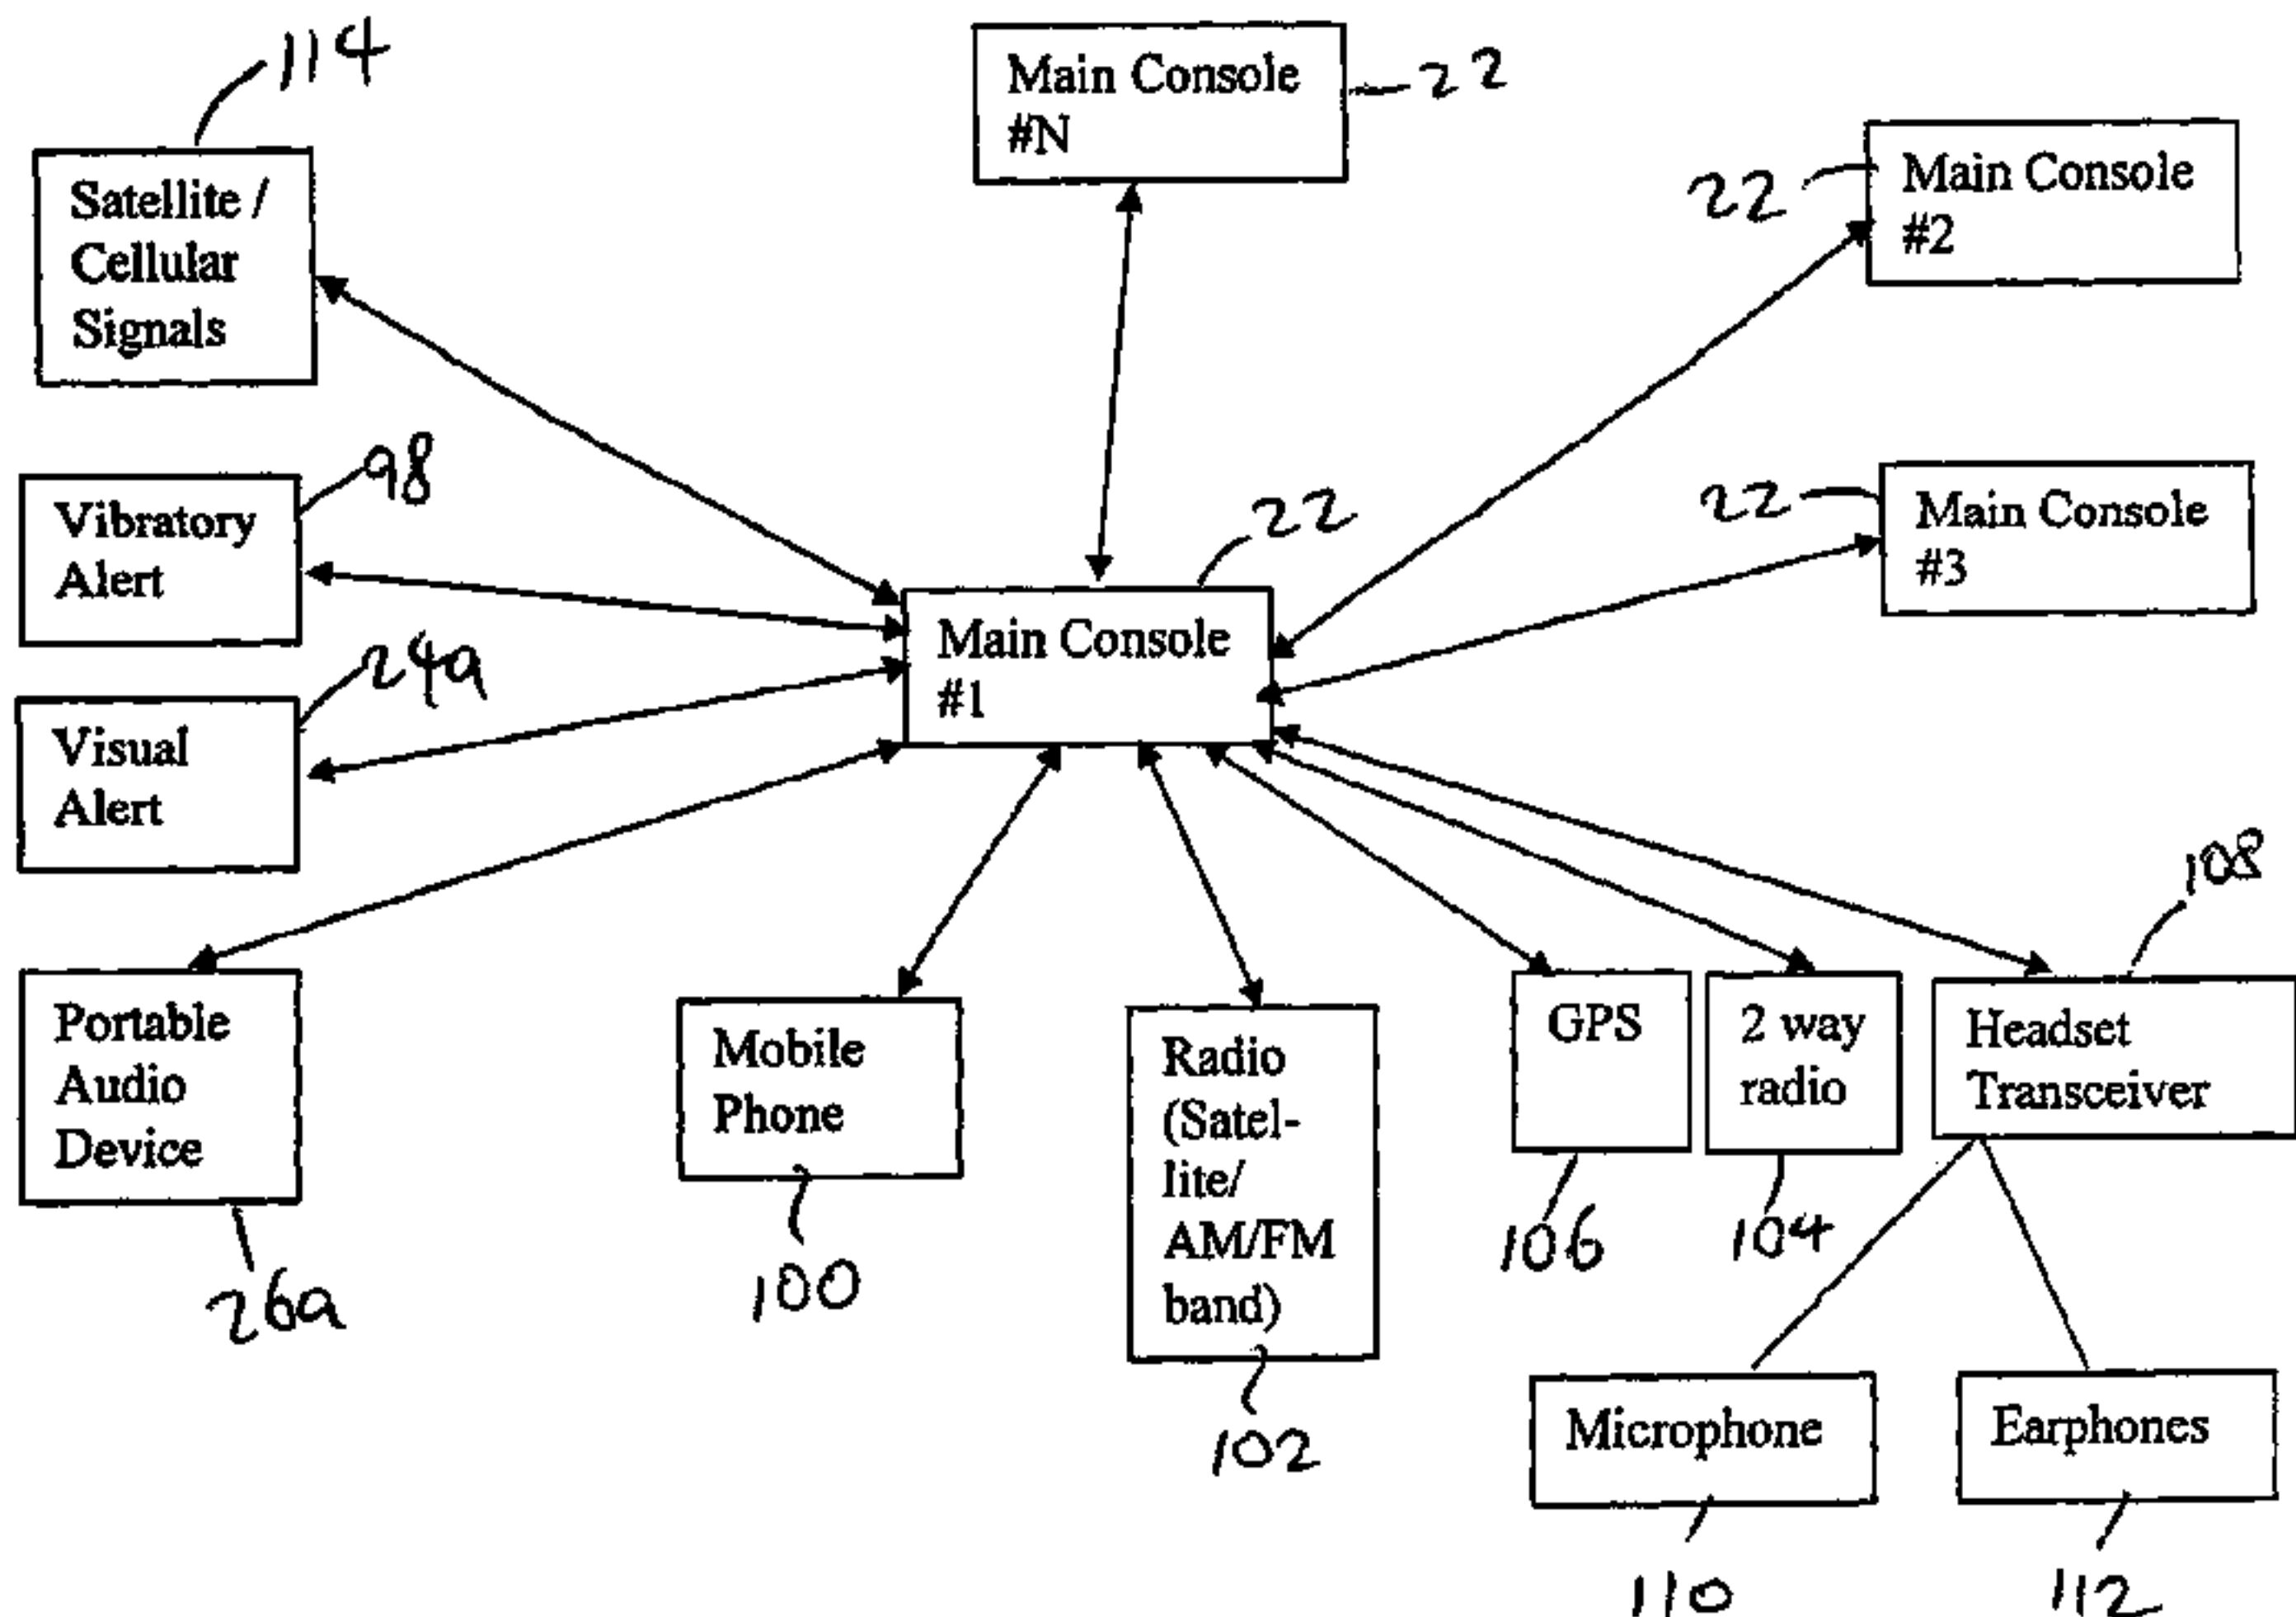 114
Main Console
#N
22
Satellite /
Cellular
Signals
22
Main Console
#2
Vibratory
Alert
98
22
Main Console
#3
22
Main Console
#1
Visual
Alert
24a
Portable
Audio
Device
26a
Mobile
Phone
100
Radio
(Satel-
lite/
AM/FM
band)
102
GPS
106
2 way
radio
104
Headset
Transceiver
108
Microphone
110
Earphones
112